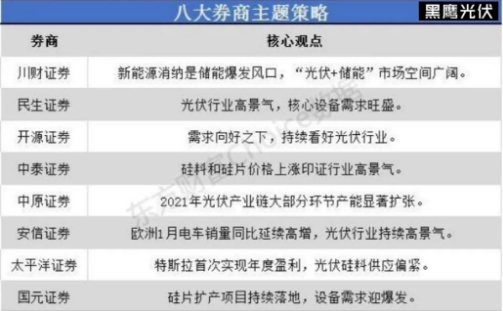 八大券商主题策略
黑鹰光伏
券商 核心观点
川财证券 新能源消纳是储能爆发风口，“光伏+储能”市场空间广阔。
民生证券 光伏行业高景气，核心设备需求旺盛。
开源证券 需求向好之下，持续看好光伏行业。
中泰证券 硅料和硅片价格上涨印证行业高景气。
中原证券 2021年光伏产业链大部分环节产能显著扩张。
安信证券 欧洲1月电车销量同比延续高增，光伏行业持续高景气。
太平洋证券 特斯拉首次实现年度盈利，光伏硅料供应偏紧。
国元证券 硅片扩产项目持续落地，设备需求迎爆发。
东方财富Choice数据